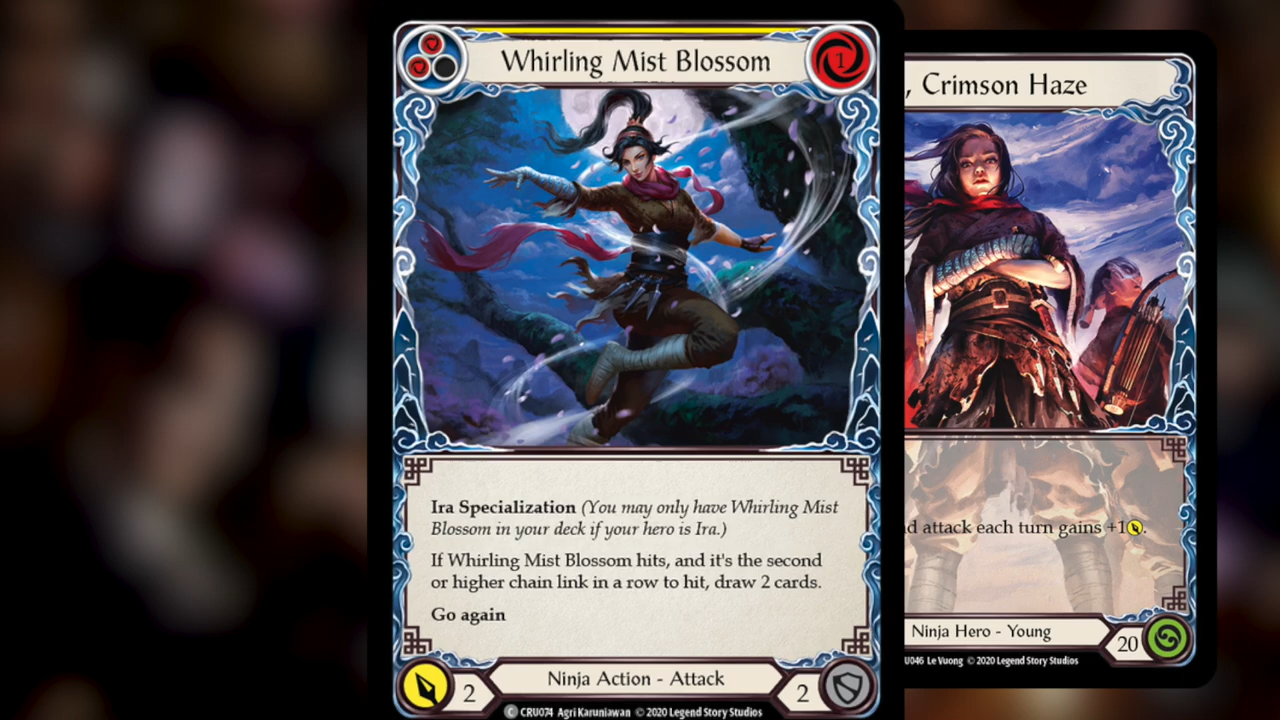 Whirling Mist Blossom
1
Ira Specialization (You may only have Whirling Mist
Blossom in your deck if your hero is Ira.)
If Whirling Mist Blossom hits, and it's the second
or higher chain link in a row to hit, draw 2 cards.
Go again
2
Ninja Action - Attack
2
C CRU074 Agri Karuniawan © 2020 Legend Story Studios
, Crimson Haze
d attack each turn gains +1.
Ninja Hero - Young
20
U046 Le Vuong © 2020 Legend Story Studios